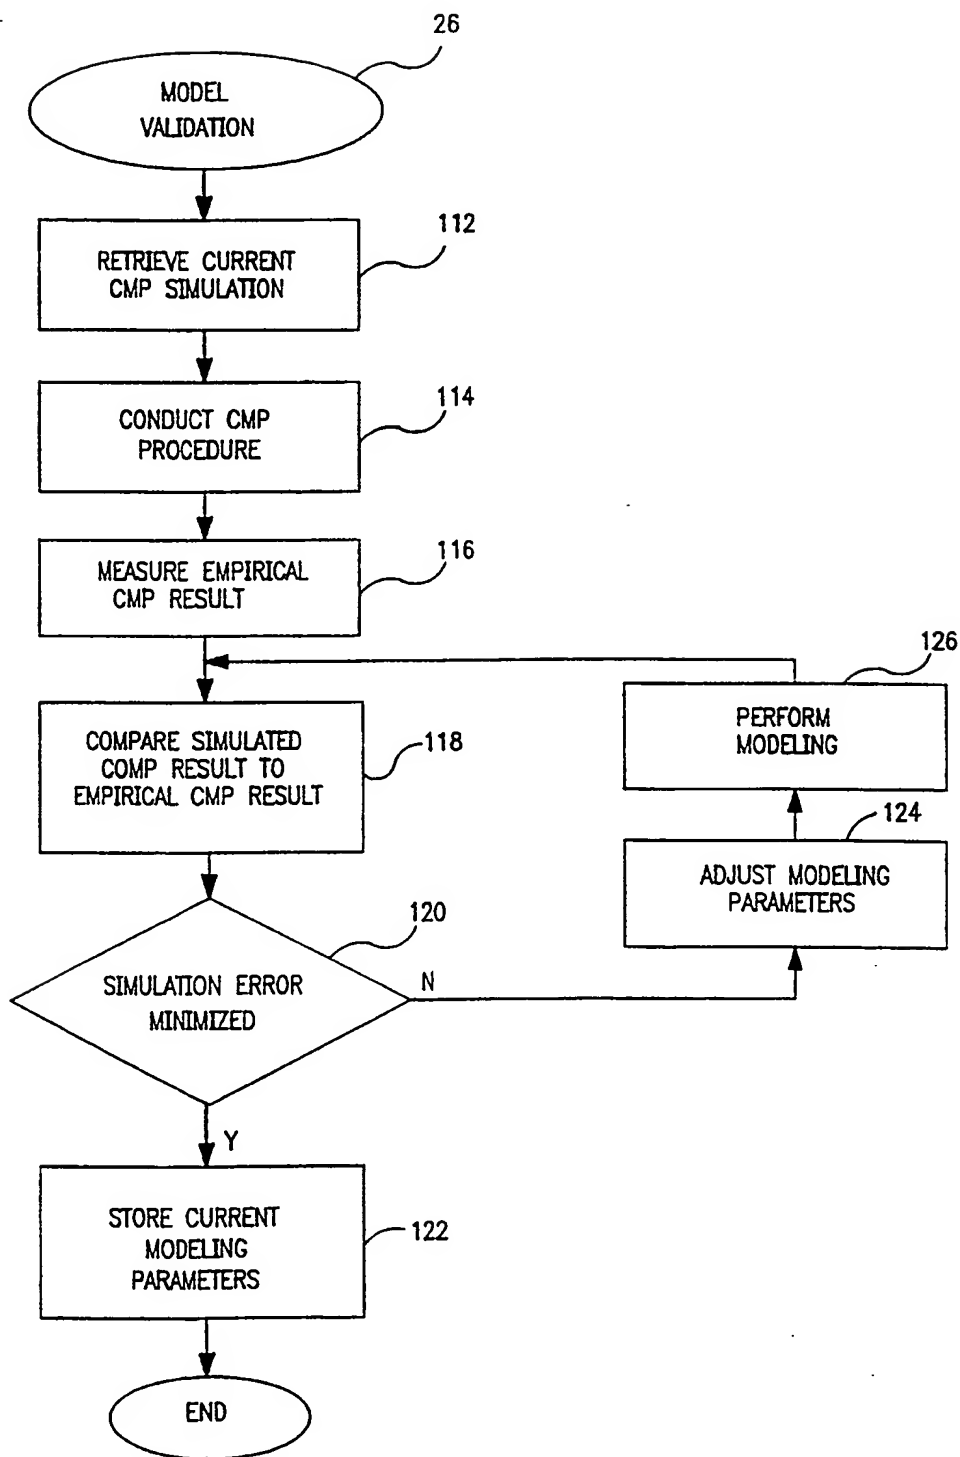 26
MODEL
VALIDATION
112
RETRIEVE CURRENT
CMP SIMULATION
114
CONDUCT CMP
PROCEDURE
116
MEASURE EMPIRICAL
CMP RESULT
126
PERFORM
MODELING
118
COMPARE SIMULATED
COMP RESULT TO
EMPIRICAL CMP RESULT
124
ADJUST MODELING
PARAMETERS
120
SIMULATION ERROR
MINIMIZED
N
Y
122
STORE CURRENT
MODELING
PARAMETERS
END